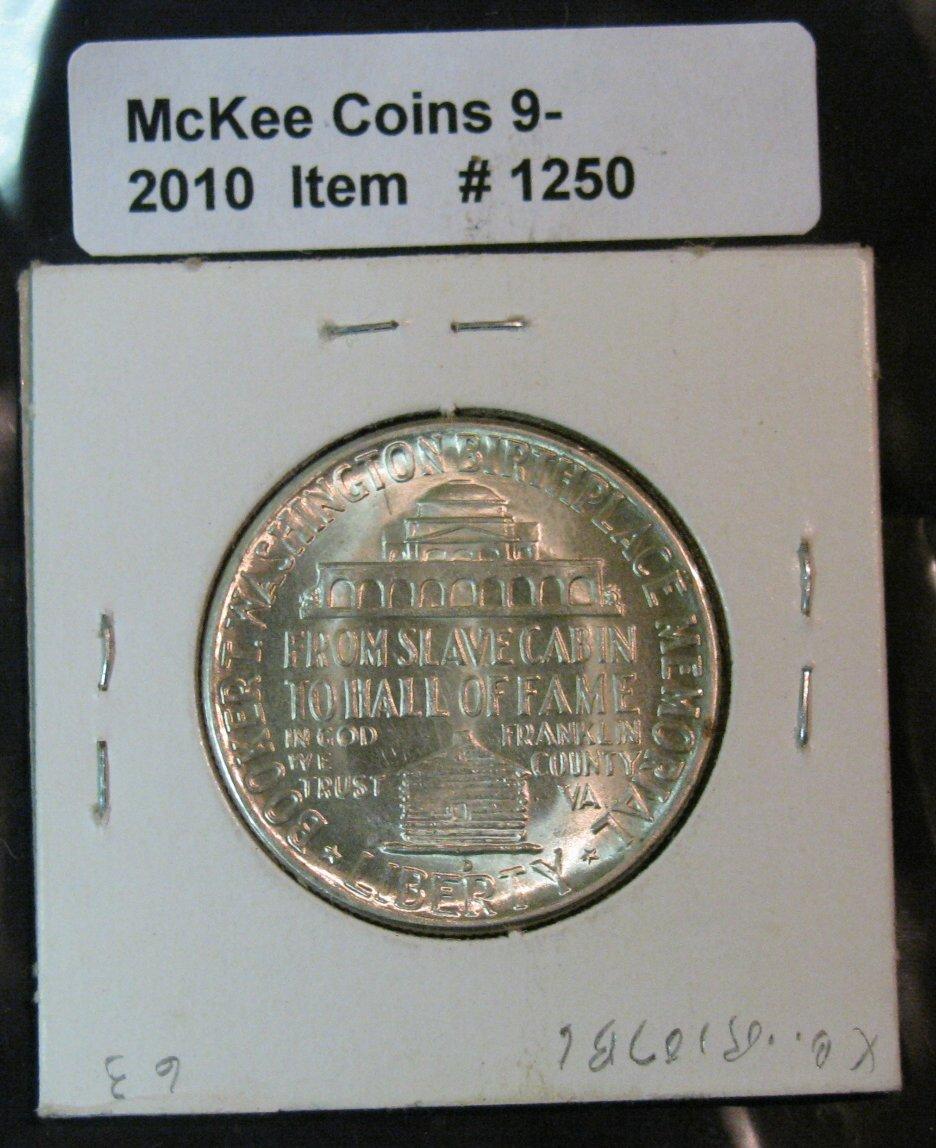 McKee Coins 9-
2010 Item # 1250
BOOKER T. WASHINGTON BIRTHPLACE MEMORIAL
FROM SLAVE CABIN
TO HALL OF FAME
IN GOD
WE
TRUST
FRANKLIN
COUNTY
VA
D
LIBERTY
63